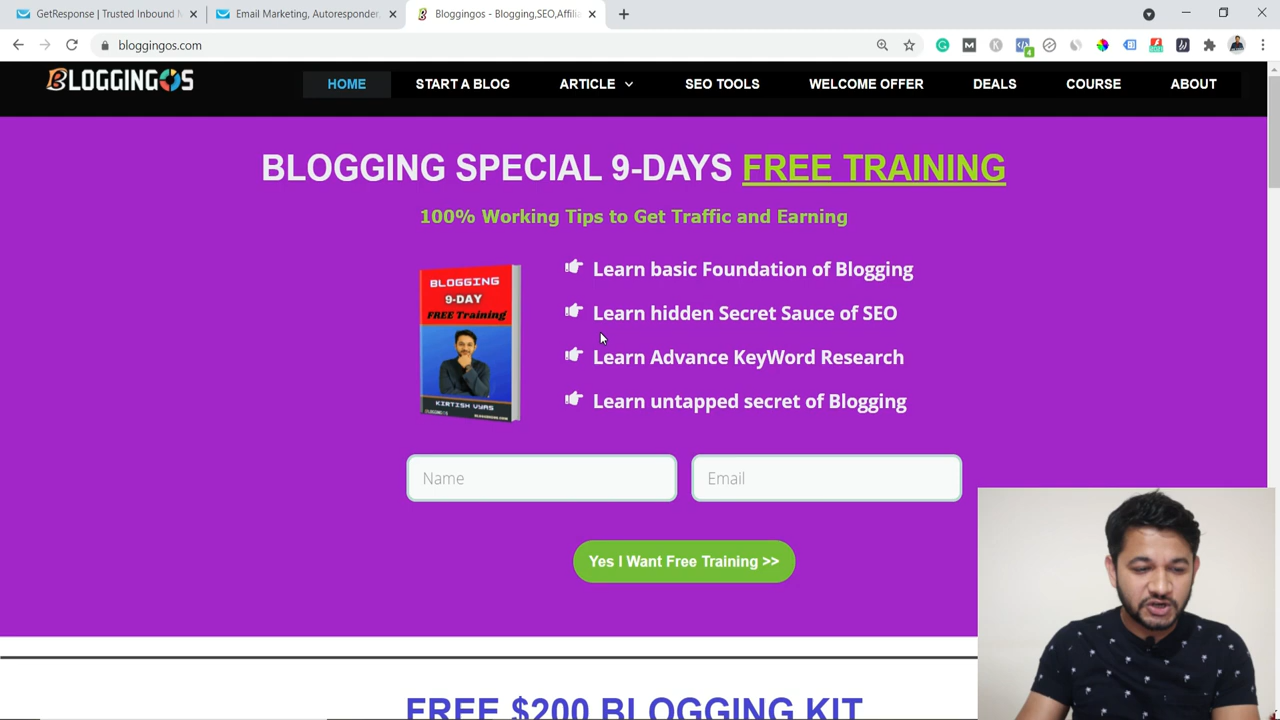 GetResponse | Trusted Inbound M
Email Marketing, Autoresponder,
Bloggingos - Blogging,SEO,Affilia
bloggingos.com
4
BLOGGINGOS
HOME
START A BLOG
ARTICLE
SEO TOOLS
WELCOME OFFER
DEALS
COURSE
ABOUT
BLOGGING SPECIAL 9-DAYS FREE TRAINING
100% Working Tips to Get Traffic and Earning
BLOGGING
9-DAY
FREE Training
KIRTISH VYAS
Learn basic Foundation of Blogging
Learn hidden Secret Sauce of SEO
Learn Advance KeyWord Research
Learn untapped secret of Blogging
Name
Email
Yes I Want Free Training >>
FREE $200 BLOGGING KIT